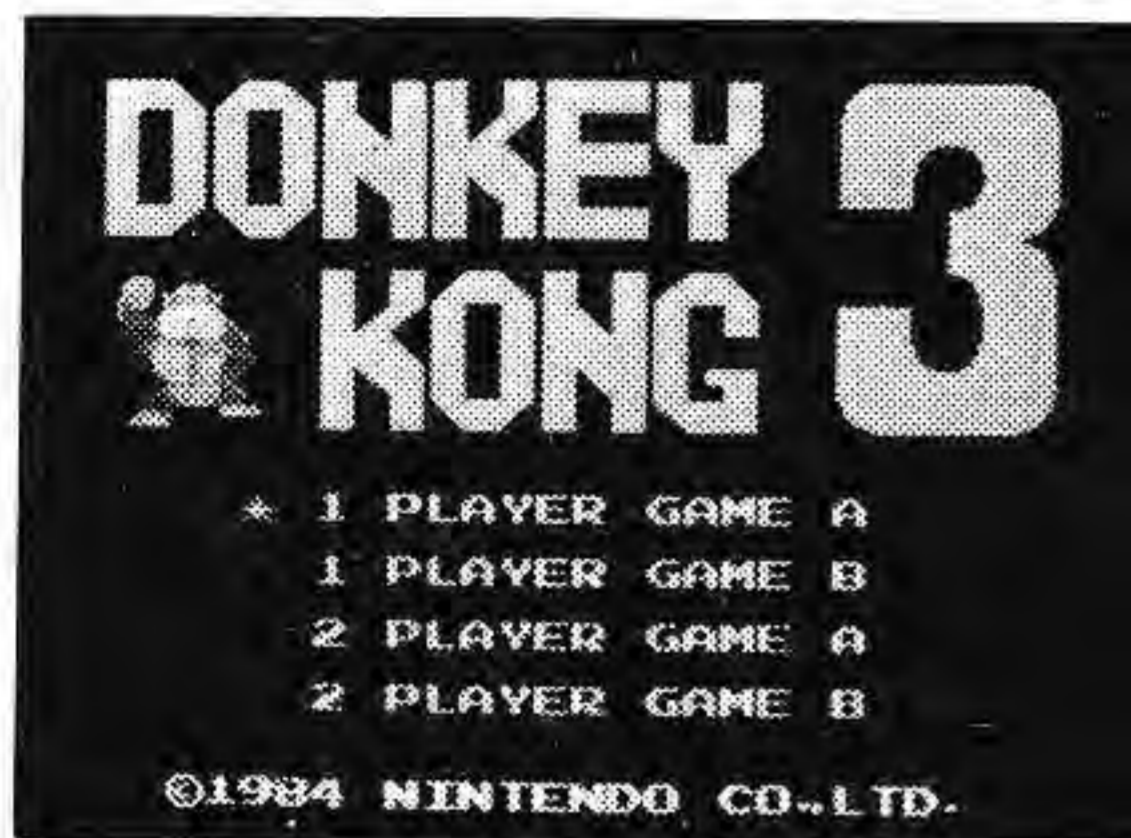 DONKEY
KONG 3
* 1 PLAYER GAME A
1 PLAYER GAME B
2 PLAYER GAME A
2 PLAYER GAME B
©1984 NINTENDO CO.,LTD.